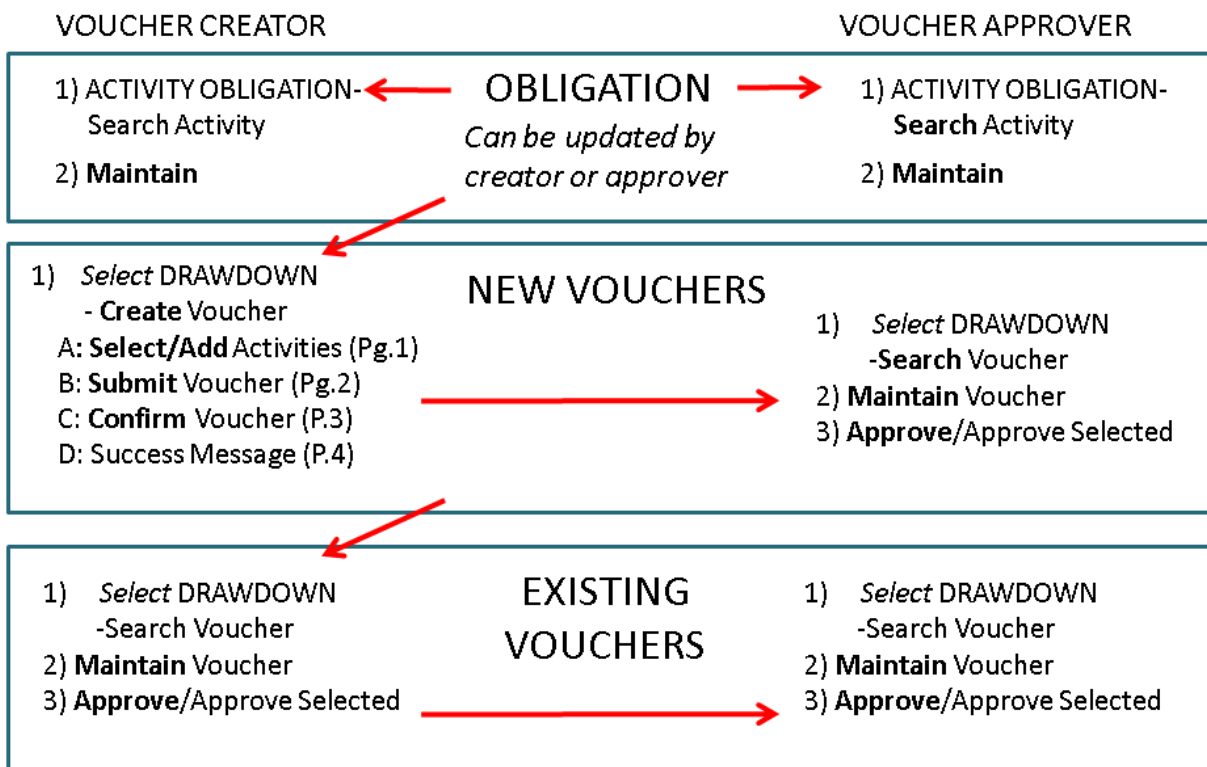 VOUCHER CREATOR
VOUCHER APPROVER
1) ACTIVITY OBLIGATION-
Search Activity
2) Maintain
OBLIGATION
Can be updated by
creator or approver
1) ACTIVITY OBLIGATION-
Search Activity
2) Maintain
1) Select DRAWDOWN
- Create Voucher
A: Select/Add Activities (Pg.1)
B: Submit Voucher (Pg.2)
C: Confirm Voucher (P.3)
D: Success Message (P.4)
NEW VOUCHERS
1) Select DRAWDOWN
-Search Voucher
2) Maintain Voucher
3) Approve/Approve Selected
1) Select DRAWDOWN
-Search Voucher
2) Maintain Voucher
3) Approve/Approve Selected
EXISTING
VOUCHERS
1) Select DRAWDOWN
-Search Voucher
2) Maintain Voucher
3) Approve/Approve Selected